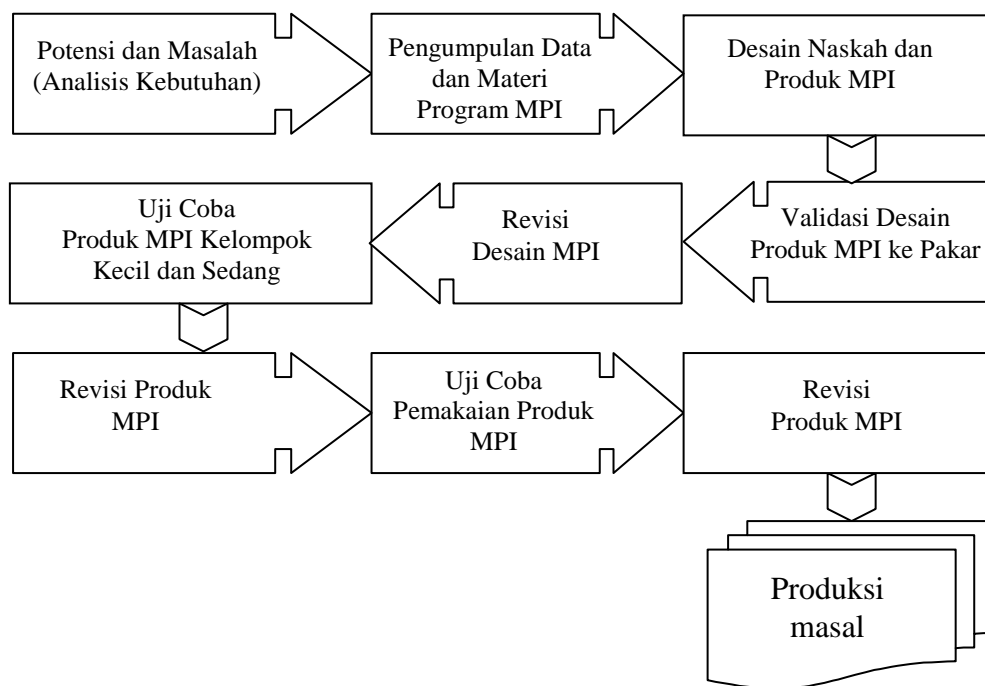 Potensi dan Masalah
(Analisis Kebutuhan)
Pengumpulan Data
dan Materi
Program MPI
Desain Naskah dan
Produk MPI
Validasi Desain
Produk MPI ke Pakar
Revisi
Desain MPI
Uji Coba
Produk MPI Kelompok
Kecil dan Sedang
Revisi Produk
MPI
Uji Coba
Pemakaian Produk
MPI
Revisi
Produk MPI
Produksi
masal